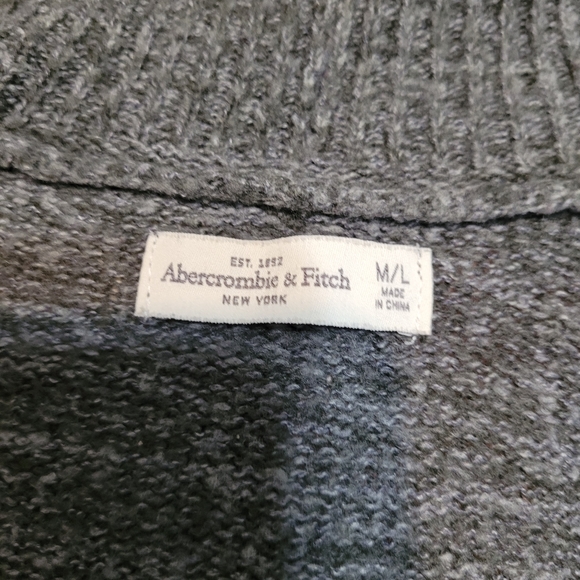 EST. 1892
Abercrombie & Fitch
NEW YORK
M/L
MADE
IN CHINA